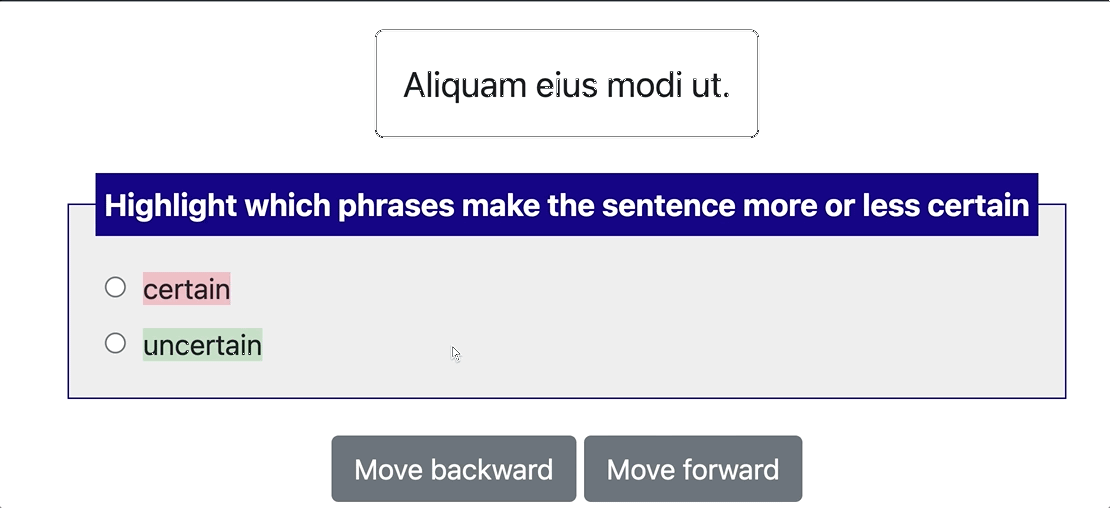 Aliquam eius modi ut.
Highlight which phrases make the sentence more or less certain
certain
uncertain
Move backward Move forward